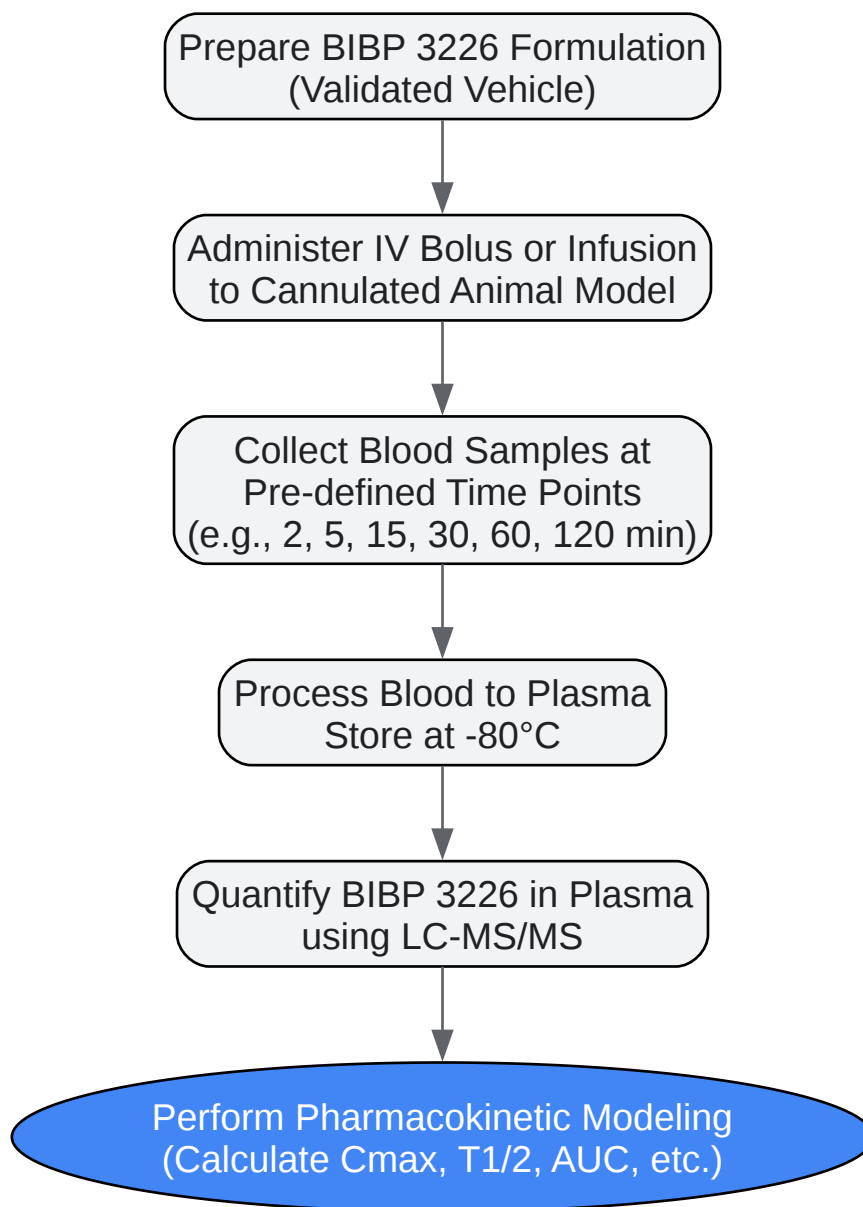 Prepare BIBP 3226 Formulation
(Validated Vehicle)
Administer IV Bolus or Infusion
to Cannulated Animal Model
Collect Blood Samples at
Pre-defined Time Points
(e.g., 2, 5, 15, 30, 60, 120 min)
Process Blood to Plasma
Store at -80°C
Quantify BIBP 3226 in Plasma
using LC-MS/MS
Perform Pharmacokinetic Modeling
(Calculate Cmax, T1/2, AUC, etc.)